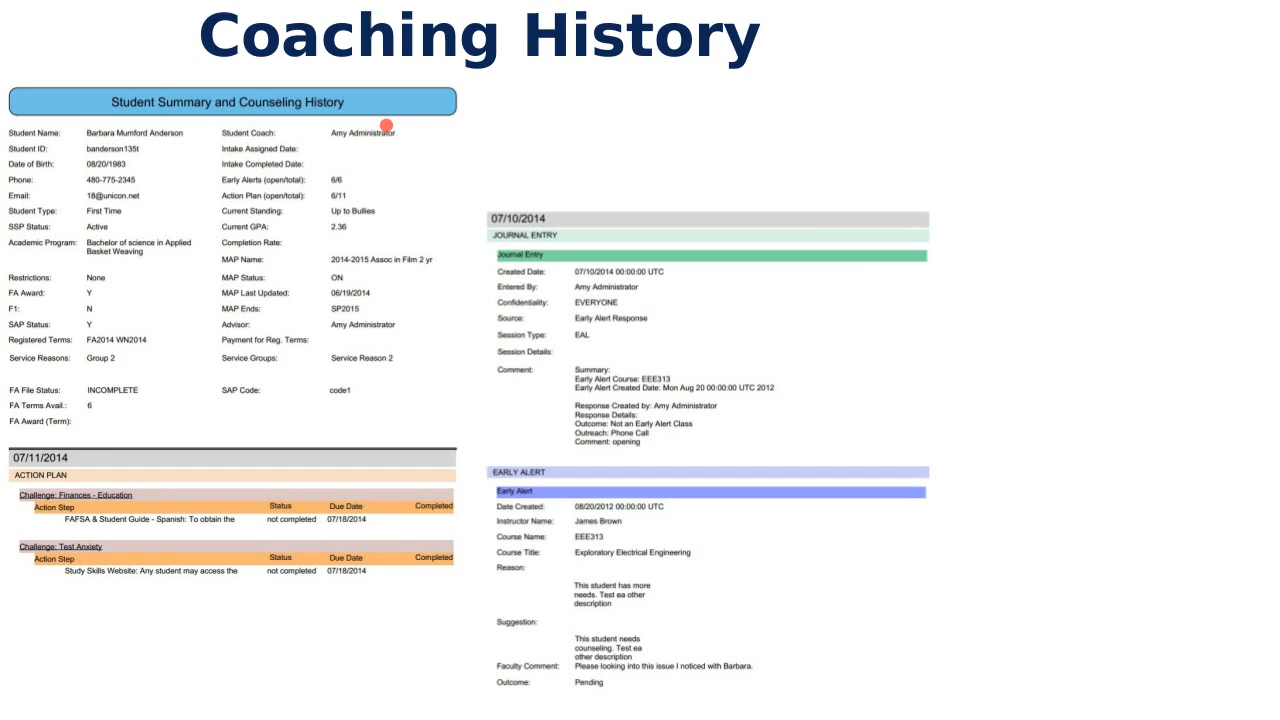 Coaching History
Student Summary and Counseling History
Student Name: Barbara Mumford Anderson Student Coach: Amy Administrator
Student ID: banderson135t Intake Assigned Date:
Date of Birth: 08/20/1983 Intake Completed Date:
Phone: 480-775-2345 Early Alerts (open/total): 6/6
Email: 18@unicon.net Action Plan (open/total): 6/11
Student Type: First Time Current Standing: Up to Bullies
SSP Status: Active Current GPA: 2.36
Academic Program: Bachelor of science in Applied Completion Rate:
Basket Weaving
MAP Name: 2014-2015 Assoc in Film 2 yr
Restrictions: None MAP Status: ON
FA Award: Y MAP Last Updated: 06/19/2014
F1: N MAP Ends: SP2015
SAP Status: Y Advisor: Amy Administrator
Registered Terms: FA2014 WN2014 Payment for Reg. Terms:
Service Reasons: Group 2 Service Groups: Service Reason 2
FA File Status: INCOMPLETE SAP Code: code1
FA Terms Avail.: 6
FA Award (Term):
07/11/2014
ACTION PLAN
Challenge: Finances - Education
Action Step Status Due Date Completed
FAFSA & Student Guide - Spanish: To obtain the not completed 07/18/2014
Challenge: Test Anxiety
Action Step Status Due Date Completed
Study Skills Website: Any student may access the not completed 07/18/2014
07/10/2014
JOURNAL ENTRY
Journal Entry
Created Date: 07/10/2014 00:00:00 UTC
Entered By: Amy Administrator
Confidentiality: EVERYONE
Source: Early Alert Response
Session Type: EAL
Session Details:
Comment: Summary:
Early Alert Course: EEE313
Early Alert Created Date: Mon Aug 20 00:00:00 UTC 2012
Response Created by: Amy Administrator
Response Details:
Outcome: Not an Early Alert Class
Outreach: Phone Call
Comment: opening
EARLY ALERT
Early Alert
Date Created: 08/20/2012 00:00:00 UTC
Instructor Name: James Brown
Course Name: EEE313
Course Title: Exploratory Electrical Engineering
Reason:
This student has more
needs. Test ea other
description
Suggestion:
This student needs
counseling. Test ea
other description
Faculty Comment: Please looking into this issue I noticed with Barbara.
Outcome: Pending